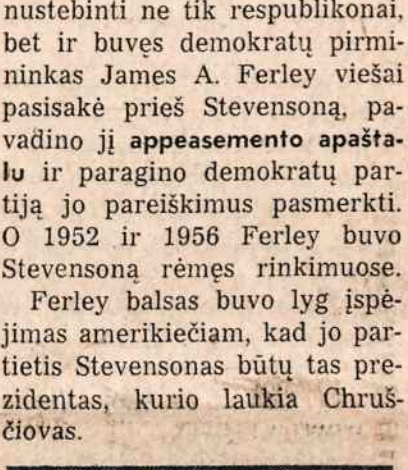 nustebinti ne tik respublikonai,
bet ir buvęs demokratų pirmi-
ninkas James A. Ferley viešai
pasisakė prieš Stevensoną, pa-
vadino jį appeasemento apašta-
lu ir paragino demokratų par-
tiją jo pareiškimus pasmerkti.
O 1952 ir 1956 Ferley buvo
Stevensoną rėmęs rinkimuose.
Ferley balsas buvo lyg įspė-
jimas amerikiečiam, kad jo par-
tietis Stevensonas būtų tas pre-
zidentas, kurio laukia Chruš-
čiovas.